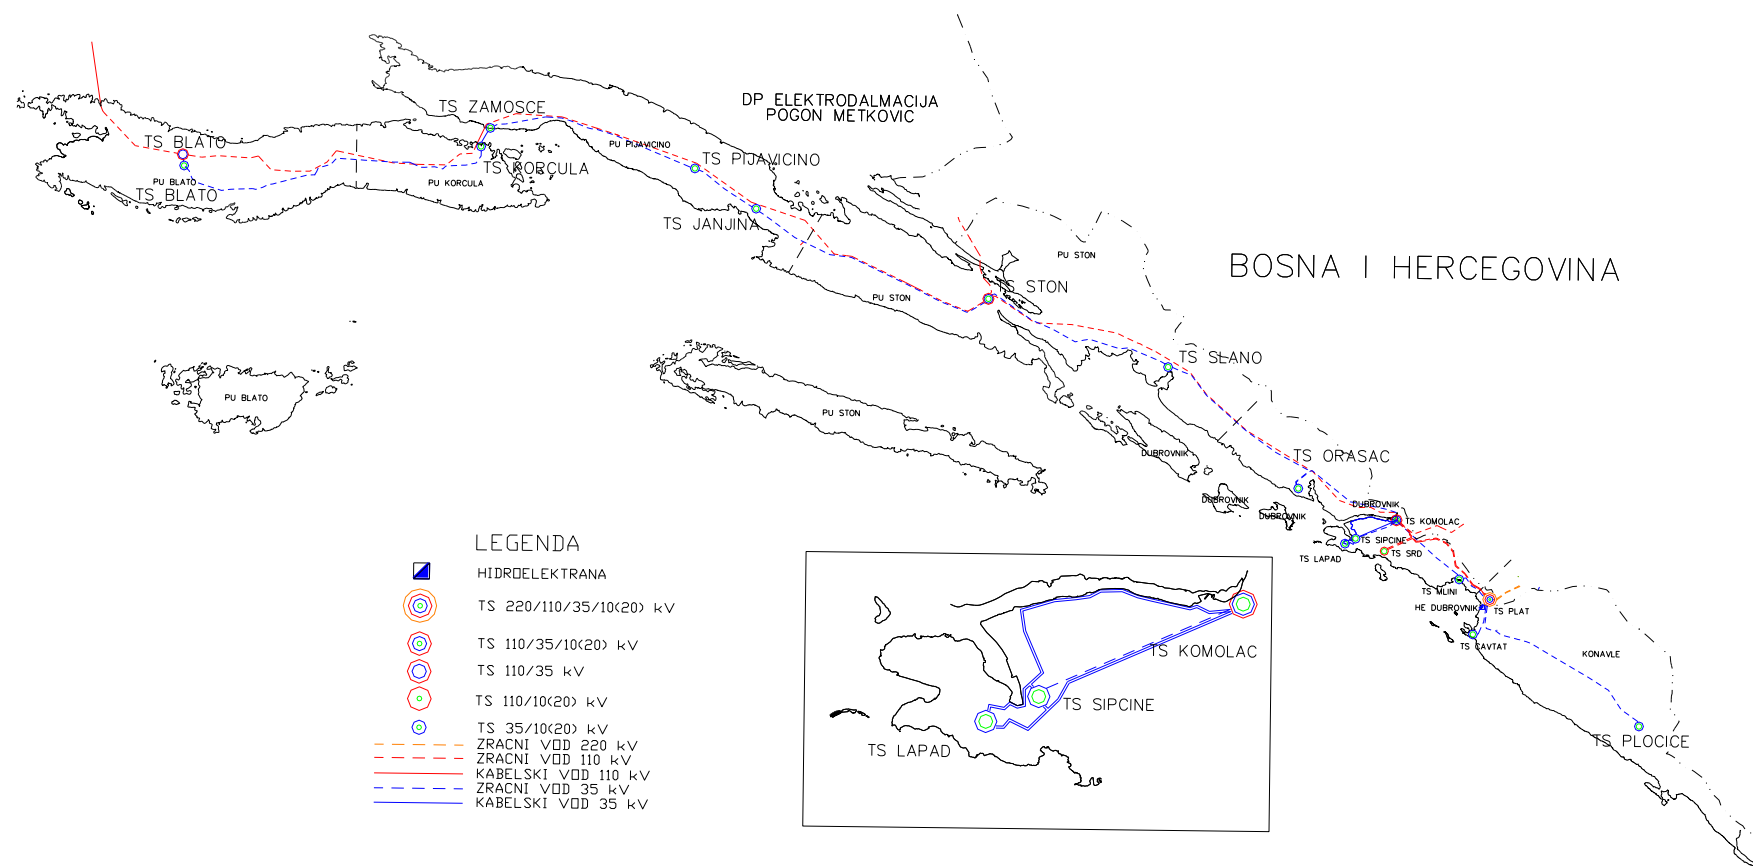 DP ELEKTRODALMACIJA
POGON METKOVIC
TS ZAMOSCE
TS BLATO
PU PIJAVICINO
TS PIJAVICINO
TS KORCULA
PU BLATO
PU KORCULA
TS BLATO
TS JANJINA
PU STON
BOSNA I HERCEGOVINA
TS STON
PU STON
TS SLANO
PU BLATO
PU STON
DUBROVNIK
TS ORASAC
DUBROVNIK
DUBROVNIK
DUBROVNIK
TS KOMOLAC
TS SIPCINE
TS LAPAD
TS SRD
TS MLINI
HE DUBROVNIK
TS PLAT
TS CAVTAT
KONAVLE
TS PLOCICE
LEGENDA
HIDROELEKTRANA
TS 220/110/35/10(20) kV
TS 110/35/10(20) kV
TS 110/35 kV
TS 110/10(20) kV
TS 35/10(20) kV
ZRACNI VOD 220 kV
ZRACNI VOD 110 kV
KABELSKI VOD 110 kV
ZRACNI VOD 35 kV
KABELSKI VOD 35 kV
TS KOMOLAC
TS SIPCINE
TS LAPAD